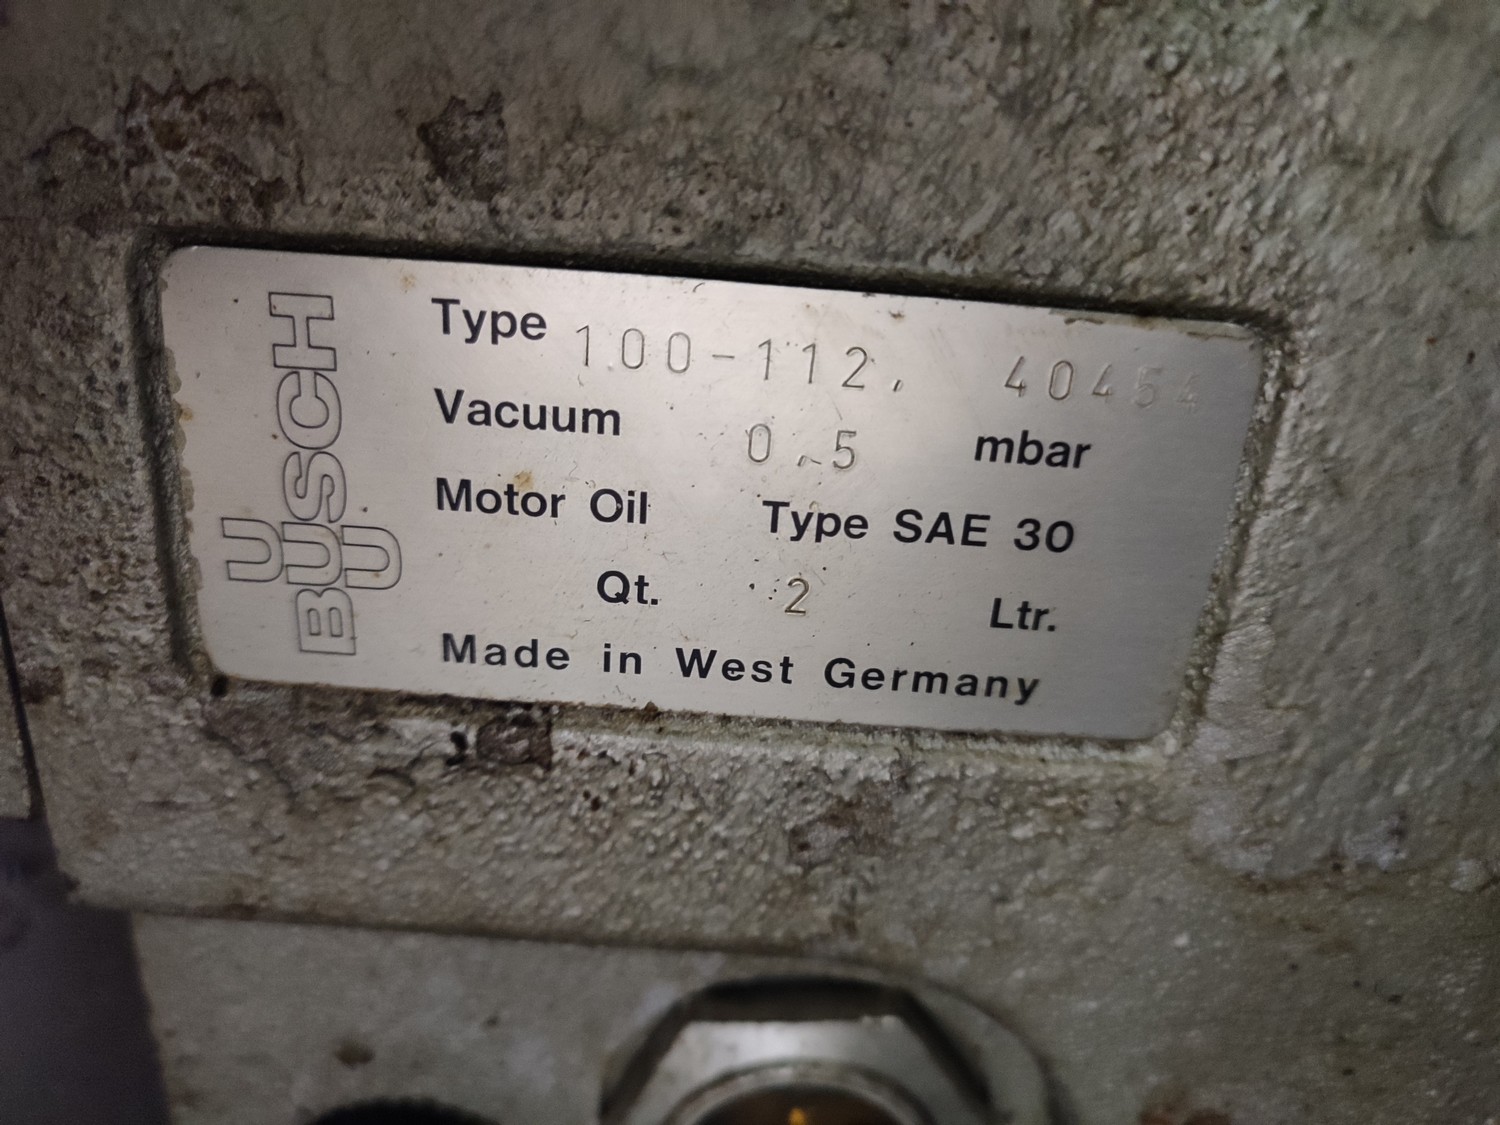 BUSCH
U U
Type 100-112. 40454
Vacuum 0.5 mbar
Motor Oil Type SAE 30
Qt. 2 Ltr.
Made in West Germany